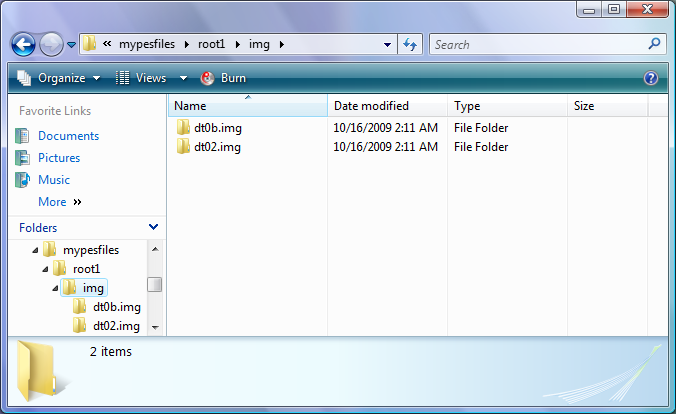 « mypesfiles root1 img Search
Organize Views Burn
Favorite Links
Documents
Pictures
Music
More »
Folders
mypesfiles
root1
img
dt0b.img
dt02.img
Name Date modified Type Size
dt0b.img 10/16/2009 2:11 AM File Folder
dt02.img 10/16/2009 2:11 AM File Folder
2 items